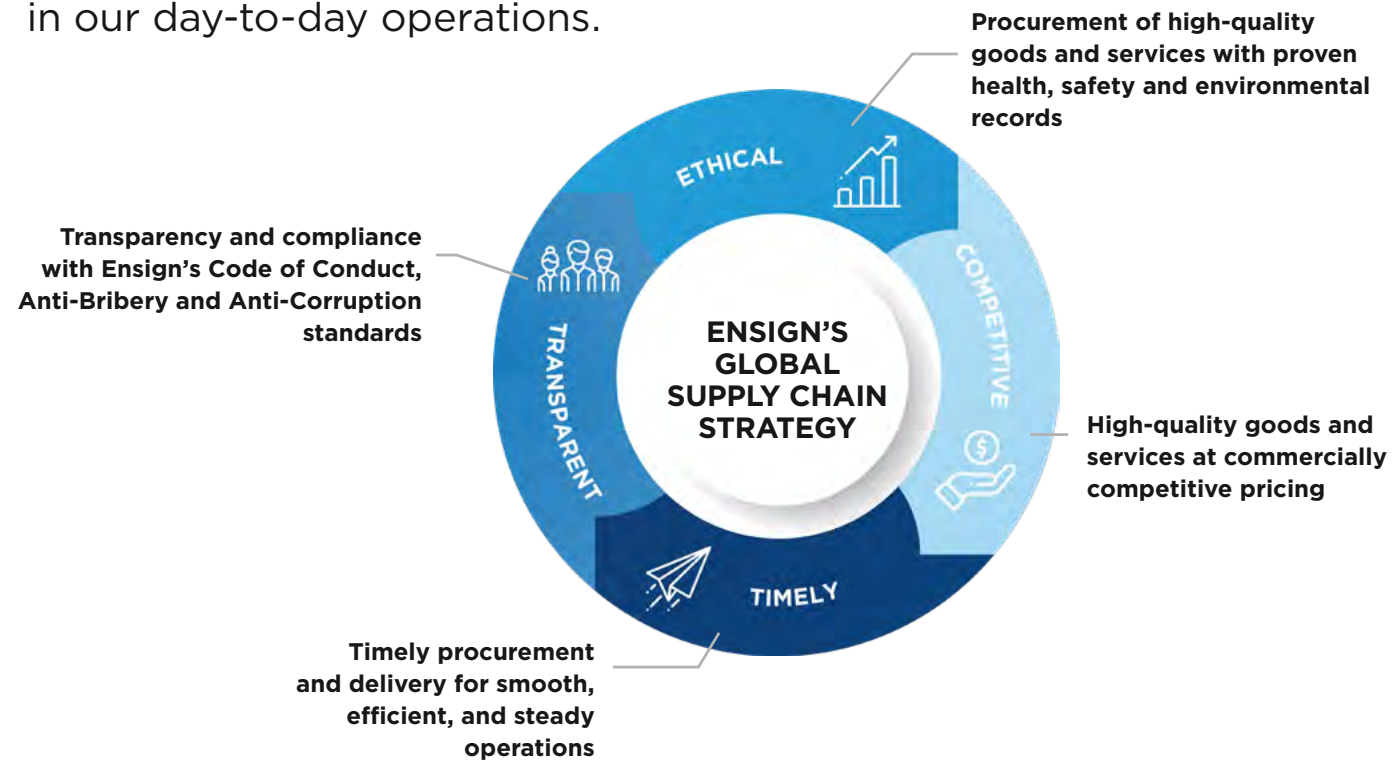 in our day-to-day operations.
Procurement of high-quality
goods and services with proven
health, safety and environmental
records
ETHICAL
Transparency and compliance
with Ensign’s Code of Conduct,
Anti-Bribery and Anti-Corruption
standards
COMPETITIVE
ENSIGN’S
GLOBAL
SUPPLY CHAIN
STRATEGY
TRANSPARENT
High-quality goods and
services at commercially
competitive pricing
$
TIMELY
Timely procurement
and delivery for smooth,
efficient, and steady
operations